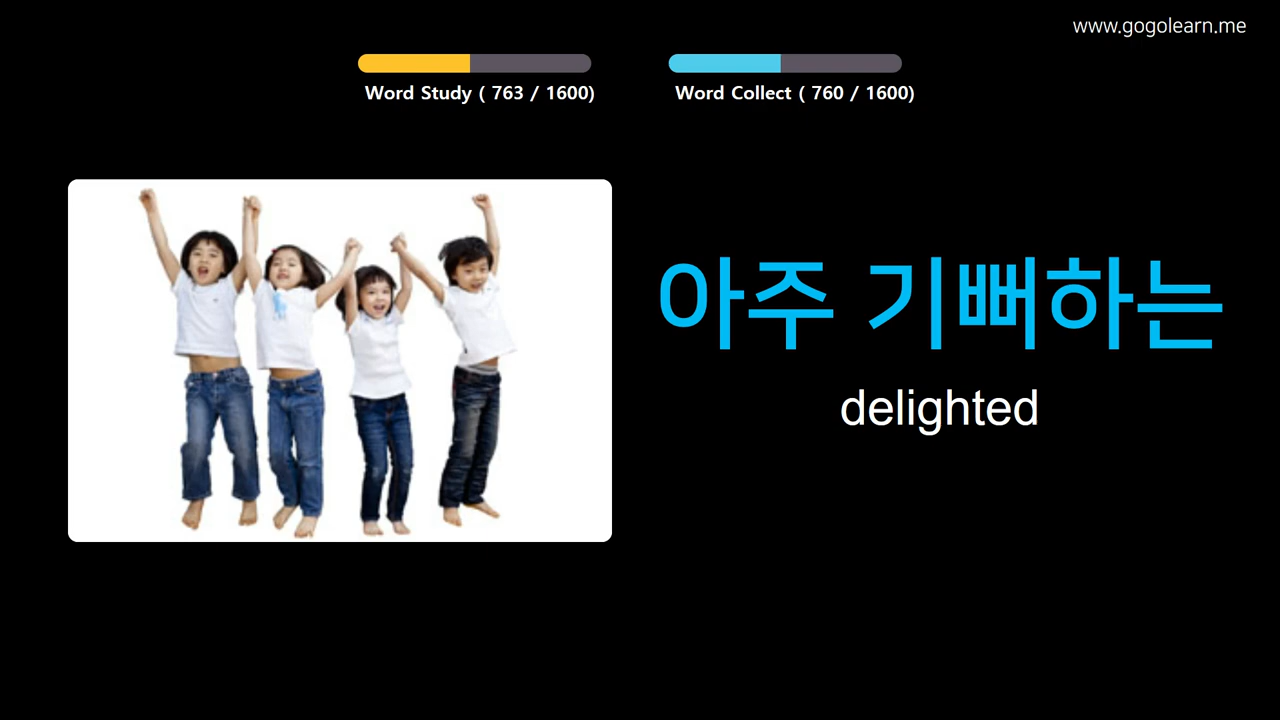 www.gogolearn.me
Word Study ( 763 / 1600)
Word Collect ( 760 / 1600)
아주 기뻐하는
delighted